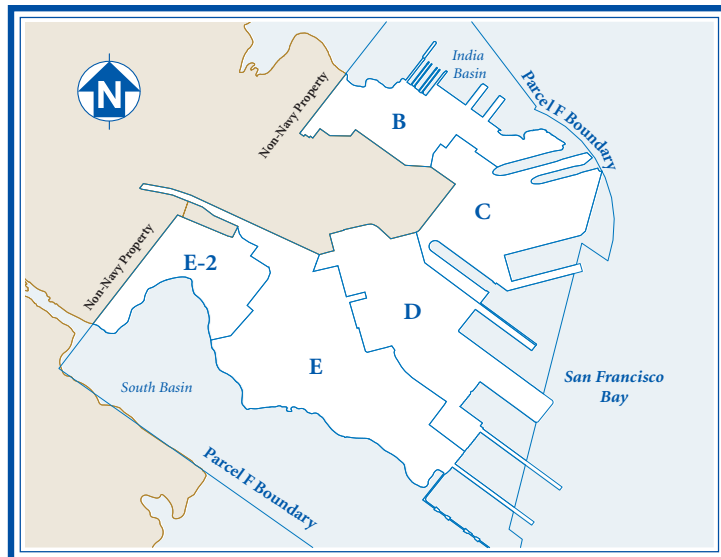 N
India
Basin
Parcel F Boundary
Non-Navy Property
B
C
Non-Navy Property
E-2
D
E
South Basin
San Francisco
Bay
Parcel F Boundary